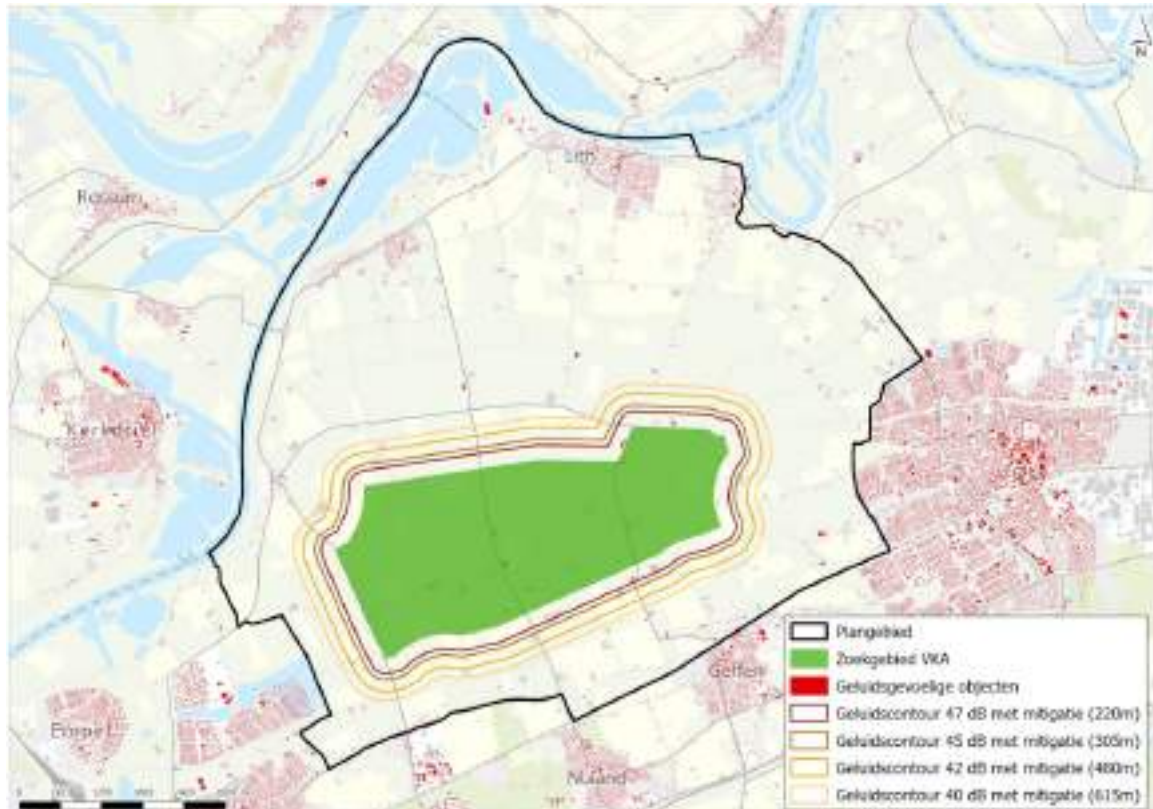 N
Lith
Rossum
Kerkdriel
Empel
Geffen
Nuland
Plangebied
Zoekgebied VKA
Geluidsgevoelige objecten
Geluidscontour 47 dB met mitigatie (220m)
Geluidscontour 45 dB met mitigatie (305m)
Geluidscontour 42 dB met mitigatie (480m)
Geluidscontour 40 dB met mitigatie (615m)
0